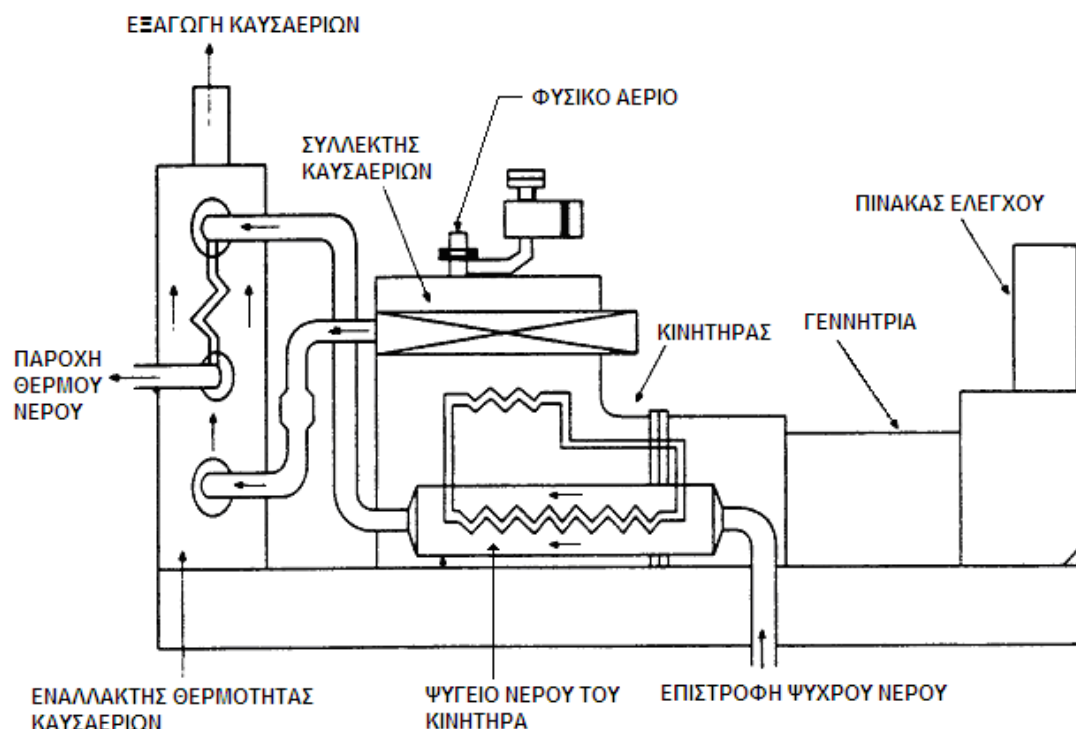 ΕΞΑΓΩΓΗ ΚΑΥΣΑΕΡΙΩΝ
ΦΥΣΙΚΟ ΑΕΡΙΟ
ΣΥΛΛΕΚΤΗΣ
ΚΑΥΣΑΕΡΙΩΝ
ΠΙΝΑΚΑΣ ΕΛΕΓΧΟΥ
ΚΙΝΗΤΗΡΑΣ
ΓΕΝΝΗΤΡΙΑ
ΠΑΡΟΧΗ
ΘΕΡΜΟΥ
ΝΕΡΟΥ
ΕΝΑΛΛΑΚΤΗΣ ΘΕΡΜΟΤΗΤΑΣ
ΚΑΥΣΑΕΡΙΩΝ
ΨΥΓΕΙΟ ΝΕΡΟΥ ΤΟΥ
ΚΙΝΗΤΗΡΑ
ΕΠΙΣΤΡΟΦΗ ΨΥΧΡΟΥ ΝΕΡΟΥ